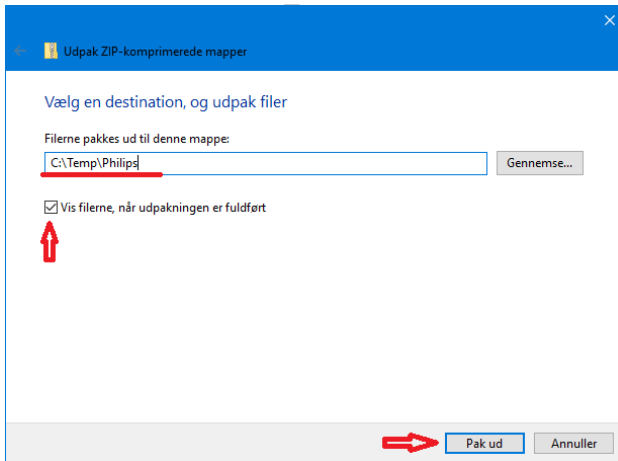 Udpak ZIP-komprimerede mapper
Vælg en destination, og udpak filer
Filerne pakkes ud til denne mappe:
C:\Temp\Philips
Gennemse...
Vis filerne, når udpakningen er fuldført
Pak ud
Annuller